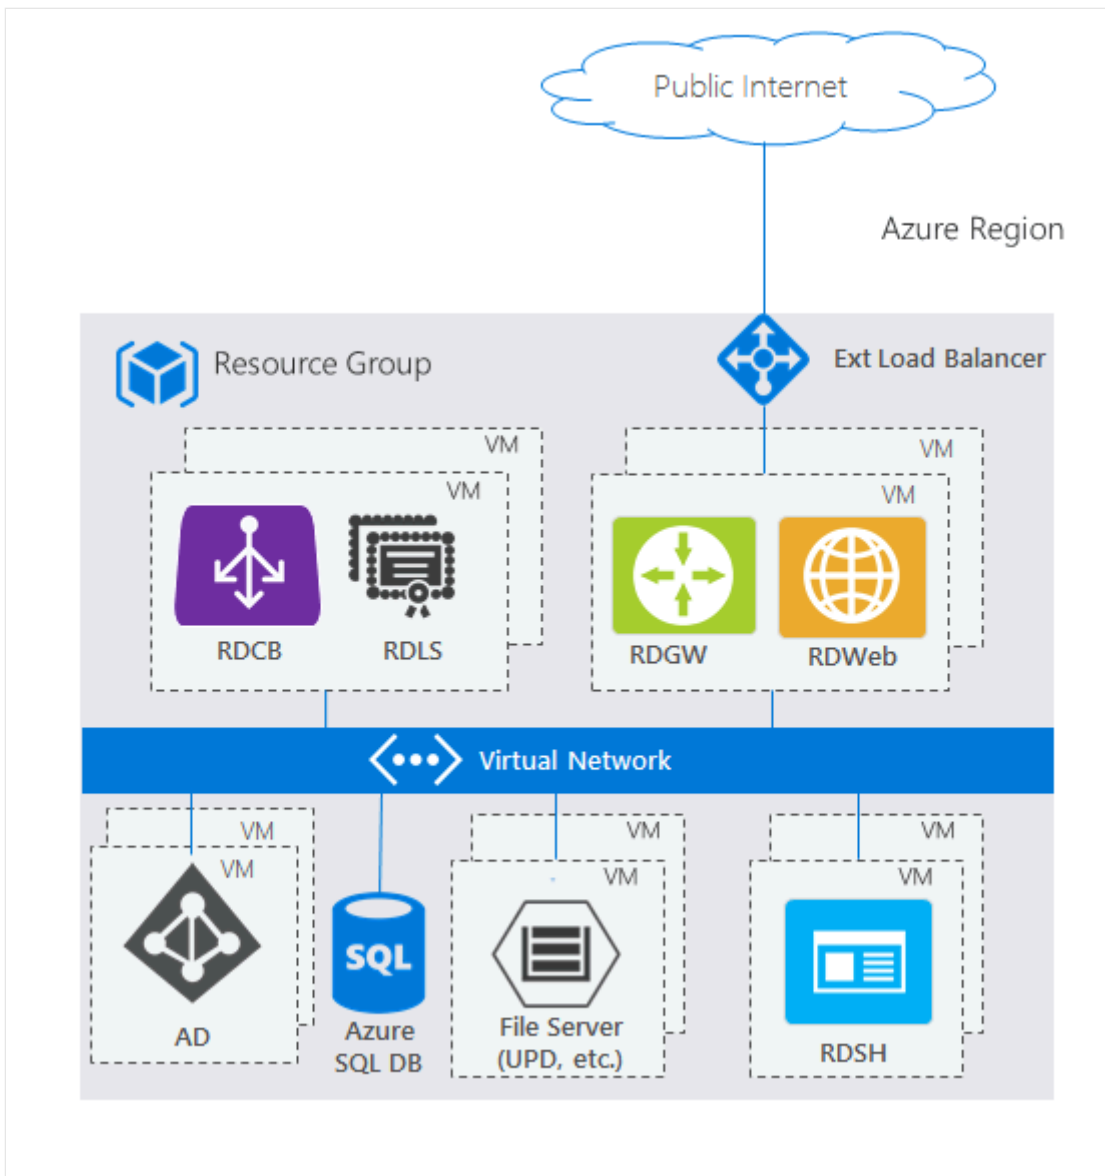 Public Internet
Azure Region
Resource Group
Ext Load Balancer
VM
VM
RDCB
RDLS
VM
VM
RDGW
RDWeb
Virtual Network
VM
VM
AD
SQL
Azure
SQL DB
VM
VM
File Server
(UPD, etc.)
VM
VM
RDSH